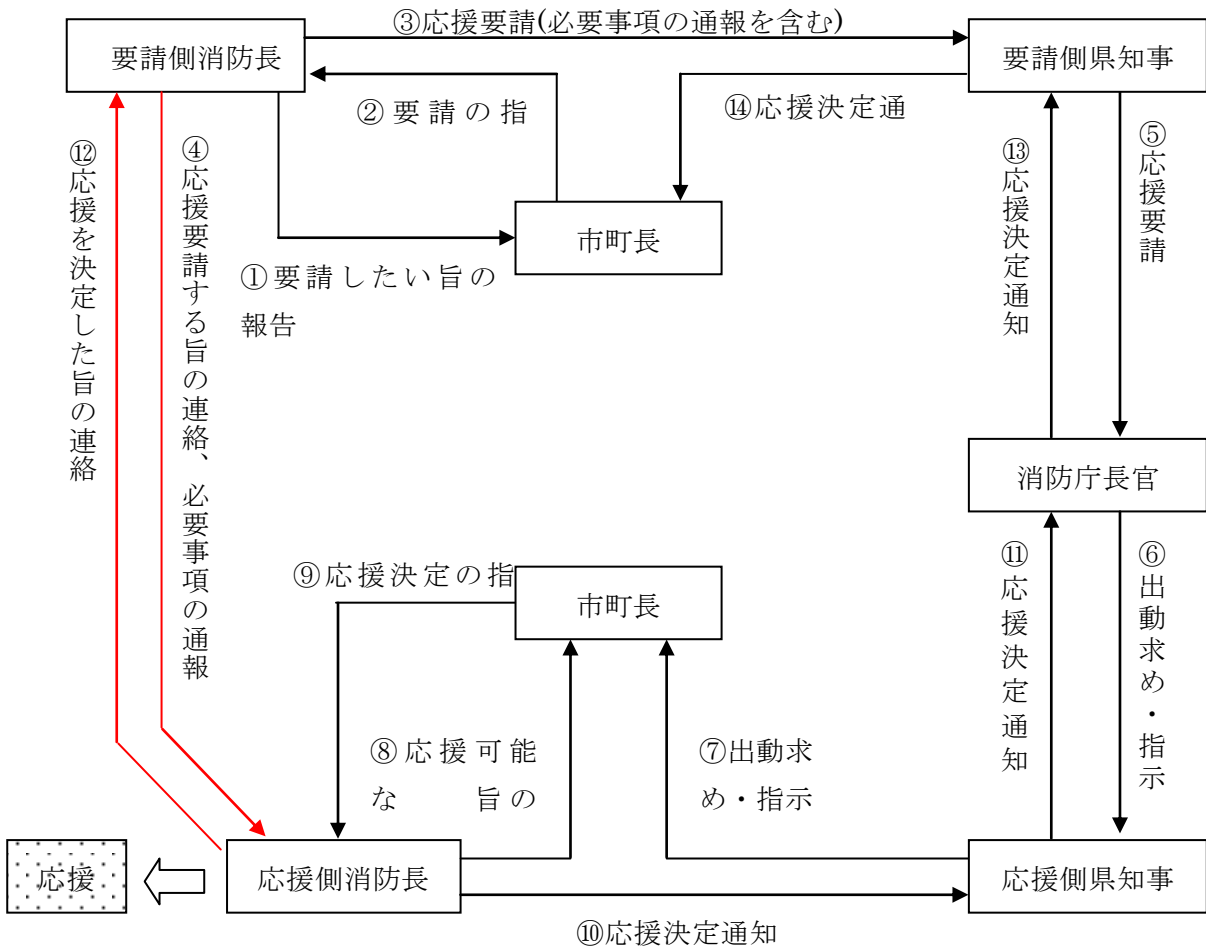 ③応援要請(必要事項の通報を含む)
要請側消防長
要請側県知事
②要請の指
⑭応援決定通
①要請したい旨の
報告
市町長
⑫応援を決定した旨の連絡
④応援要請する旨の連絡、必要事項の通報
⑬応援決定通知
⑤応援要請
消防庁長官
⑨応援決定の指
市町長
⑪応援決定通知
⑥出動求め・指示
⑧応援可能
な 旨の
⑦出動求
め・指示
応援
応援側消防長
応援側県知事
⑩応援決定通知